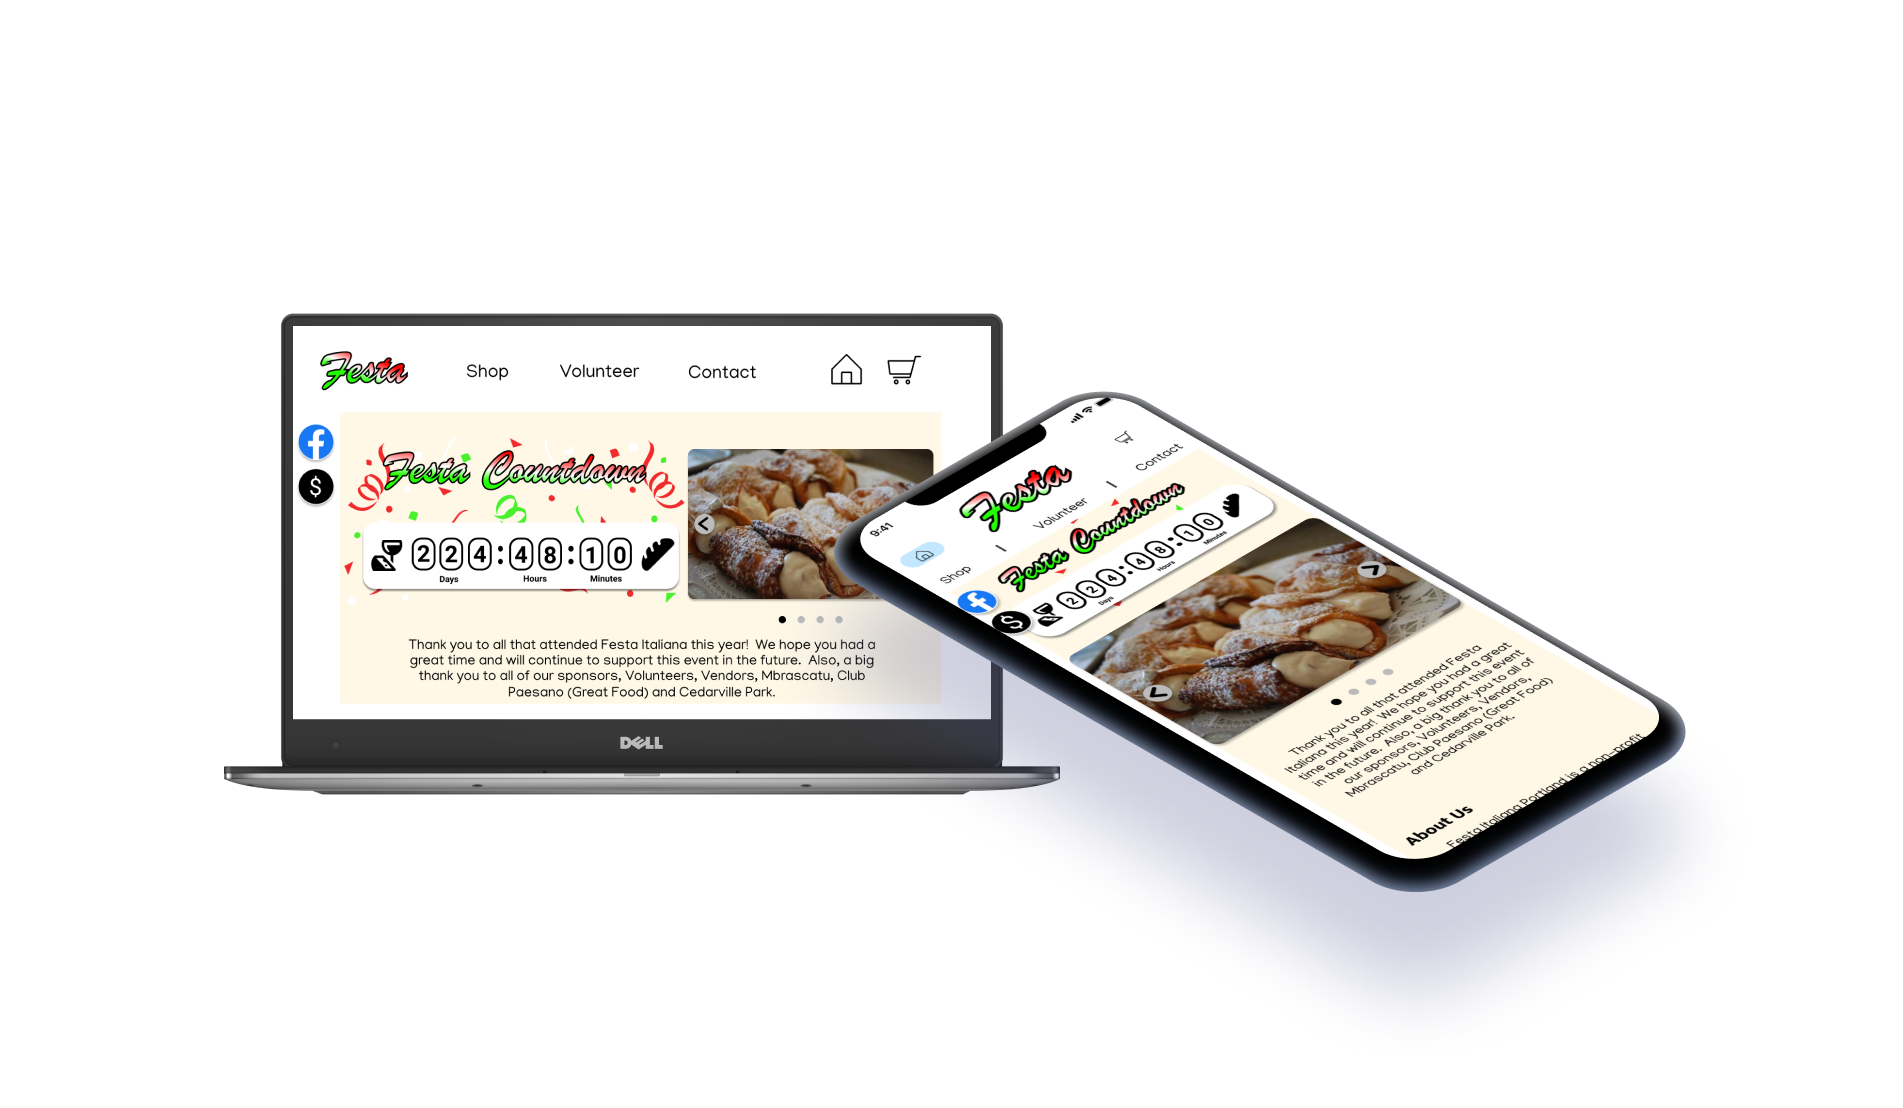 Festa
Shop Volunteer Contact
f
$
Festa Countdown
224:48:10
Days Hours Minutes
Thank you to all that attended Festa Italiana this year! We hope you had a
great time and will continue to support this event in the future. Also, a big
thank you to all of our sponsors, Volunteers, Vendors, Mbrascatu, Club
Paesano (Great Food) and Cedarville Park.
DELL
9:41
Festa
Shop | Volunteer | Contact
f
$
Festa Countdown
224:48:10
Days Hours Minutes
Thank you to all that attended Festa
Italiana this year! We hope you had a great
time and will continue to support this event
in the future. Also, a big thank you to all of
our sponsors, Volunteers, Vendors,
Mbrascatu, Club Paesano (Great Food)
and Cedarville Park.
About Us
Festa Italiana Portland is a non-profit